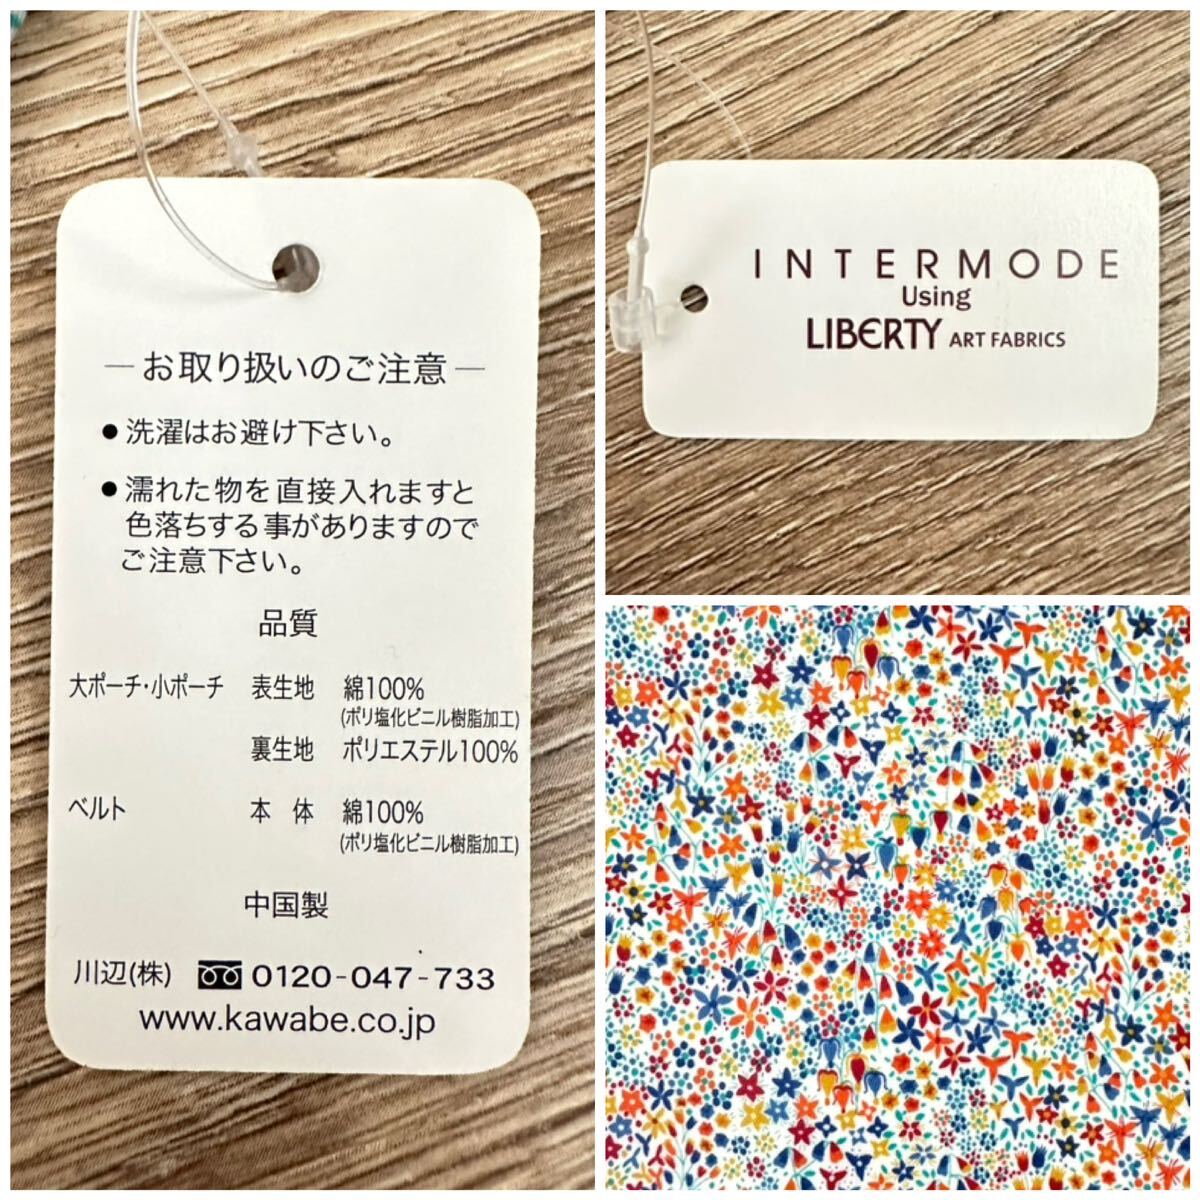 ―お取り扱いのご注意―
●洗濯はお避け下さい。
●濡れた物を直接入れますと
色落ちする事がありますので
ご注意下さい。
品質
大ポーチ・小ポーチ 表生地 綿100%
(ポリ塩化ビニル樹脂加工)
裏生地 ポリエステル100%
ベルト 本体 綿100%
(ポリ塩化ビニル樹脂加工)
中国製
川辺(株) 0120-047-733
www.kawabe.co.jp
INTERMODE
Using
LIBERTY ART FABRICS